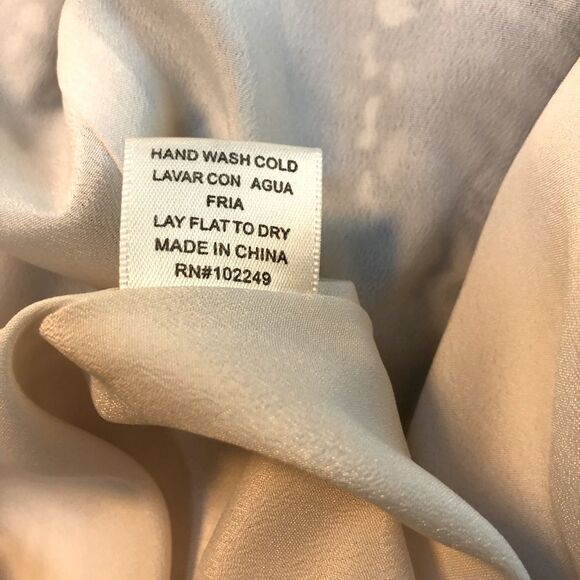 HAND WASH COLD
LAVAR CON AGUA
FRIA
LAY FLAT TO DRY
MADE IN CHINA
RN#102249